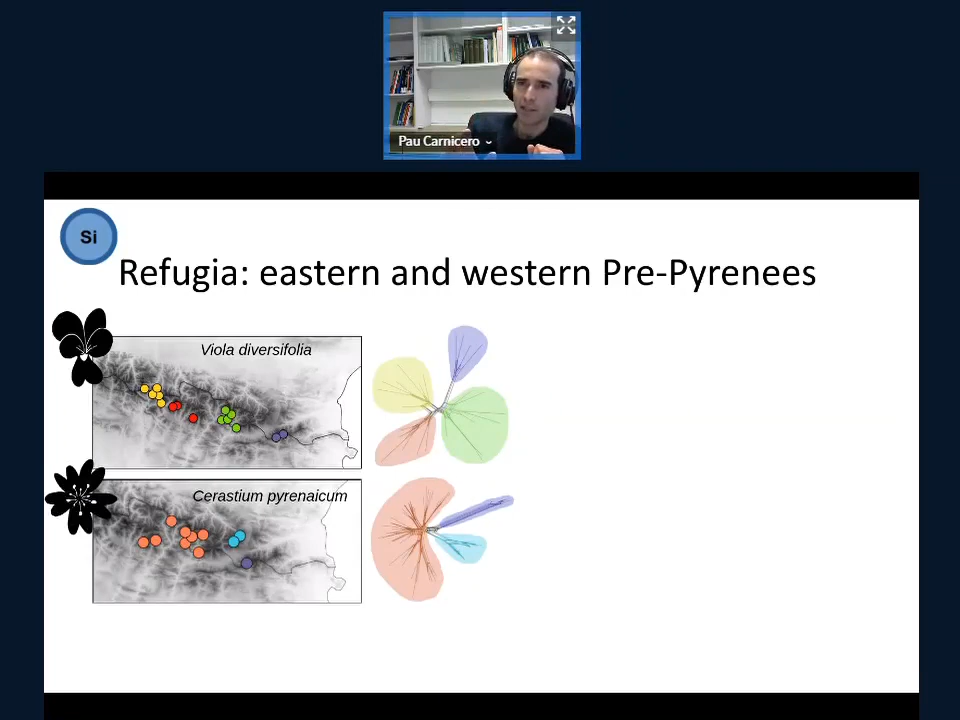 Pau Carnicero
Si
Refugia: eastern and western Pre-Pyrenees
Viola diversifolia
Cerastium pyrenaicum